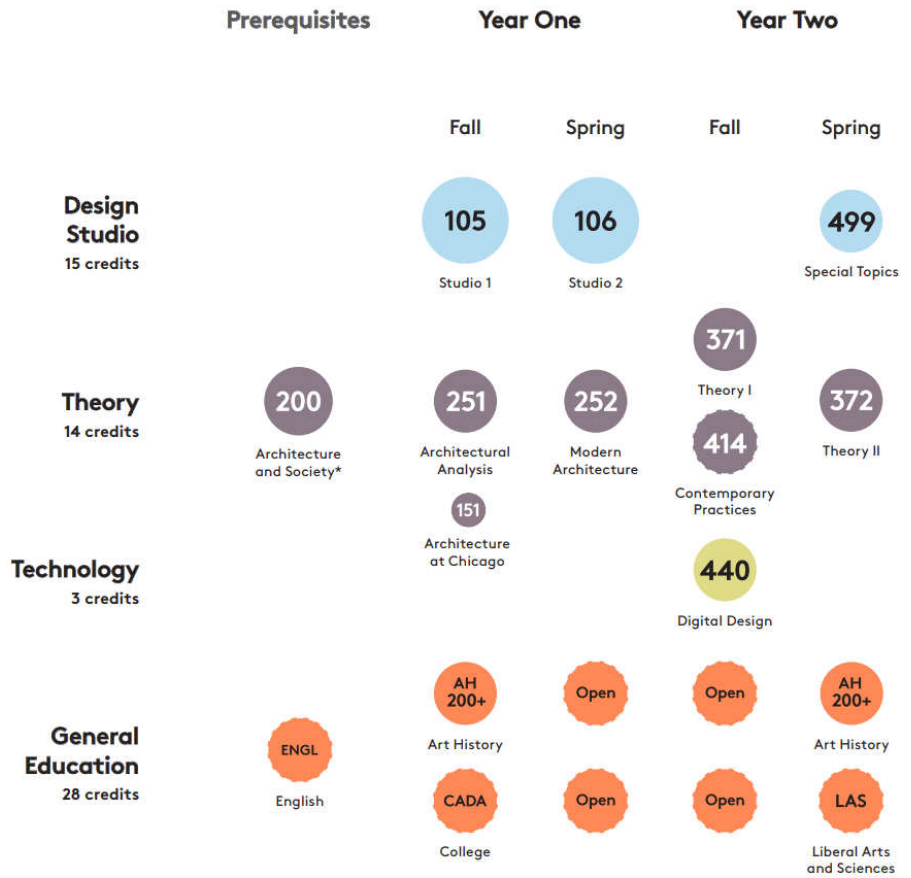 Prerequisites Year One Year Two
Fall Spring Fall Spring
Design
Studio
15 credits
105
Studio 1
106
Studio 2
499
Special Topics
Theory
14 credits
200
Architecture
and Society*
251
Architectural
Analysis
151
Architecture
at Chicago
252
Modern
Architecture
371
Theory I
414
Contemporary
Practices
372
Theory II
Technology
3 credits
440
Digital Design
General
Education
28 credits
ENGL
English
AH
200+
Art History
Open
Open
AH
200+
Art History
CADA
College
Open
Open
LAS
Liberal Arts
and Sciences